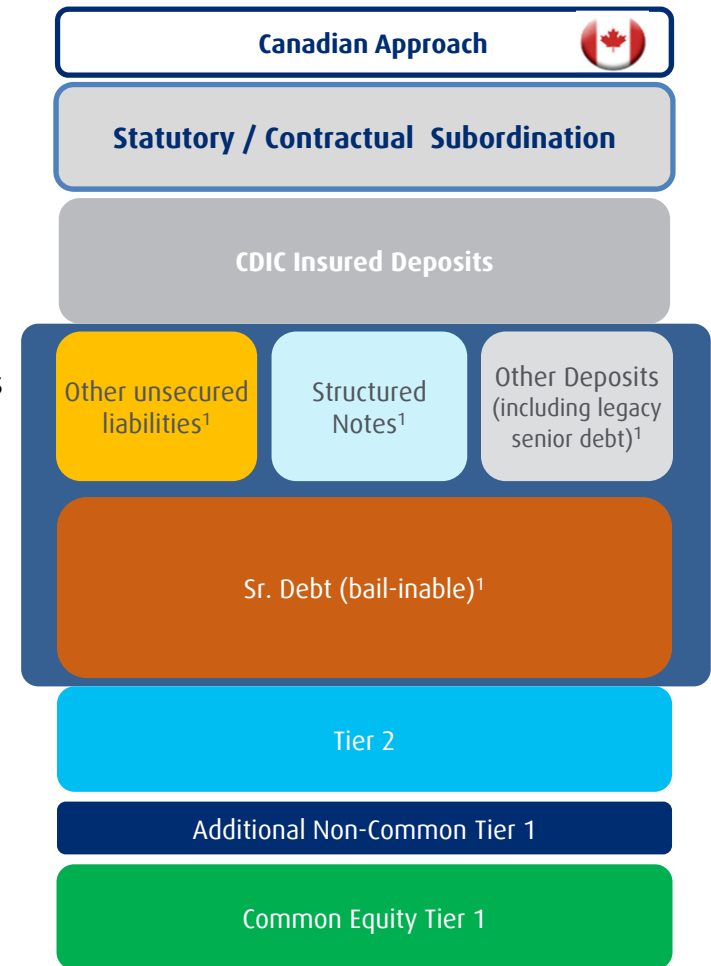 Canadian Approach
Statutory / Contractual Subordination
CDIC Insured Deposits
Other unsecured
liabilities¹
Structured
Notes¹
Other Deposits
(including legacy
senior debt)¹
s
Sr. Debt (bail-inable)¹
Tier 2
Additional Non-Common Tier 1
Common Equity Tier 1